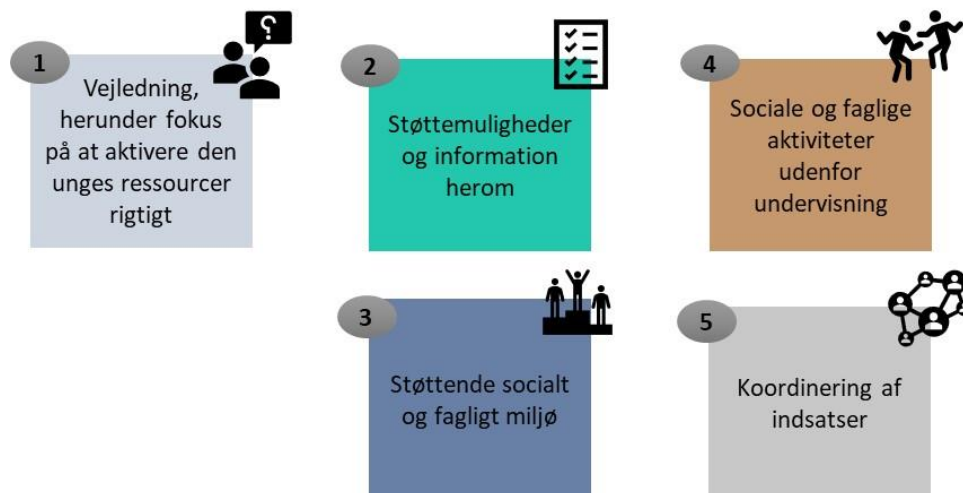 1
Vejledning,
herunder fokus
på at aktivere den
unges ressourcer
rigtigt
2
Støttemuligheder
og information
herom
3
Støttende socialt
og fagligt miljø
4
Sociale og faglige
aktiviteter
udenfor
undervisning
5
Koordinering af
indsatser